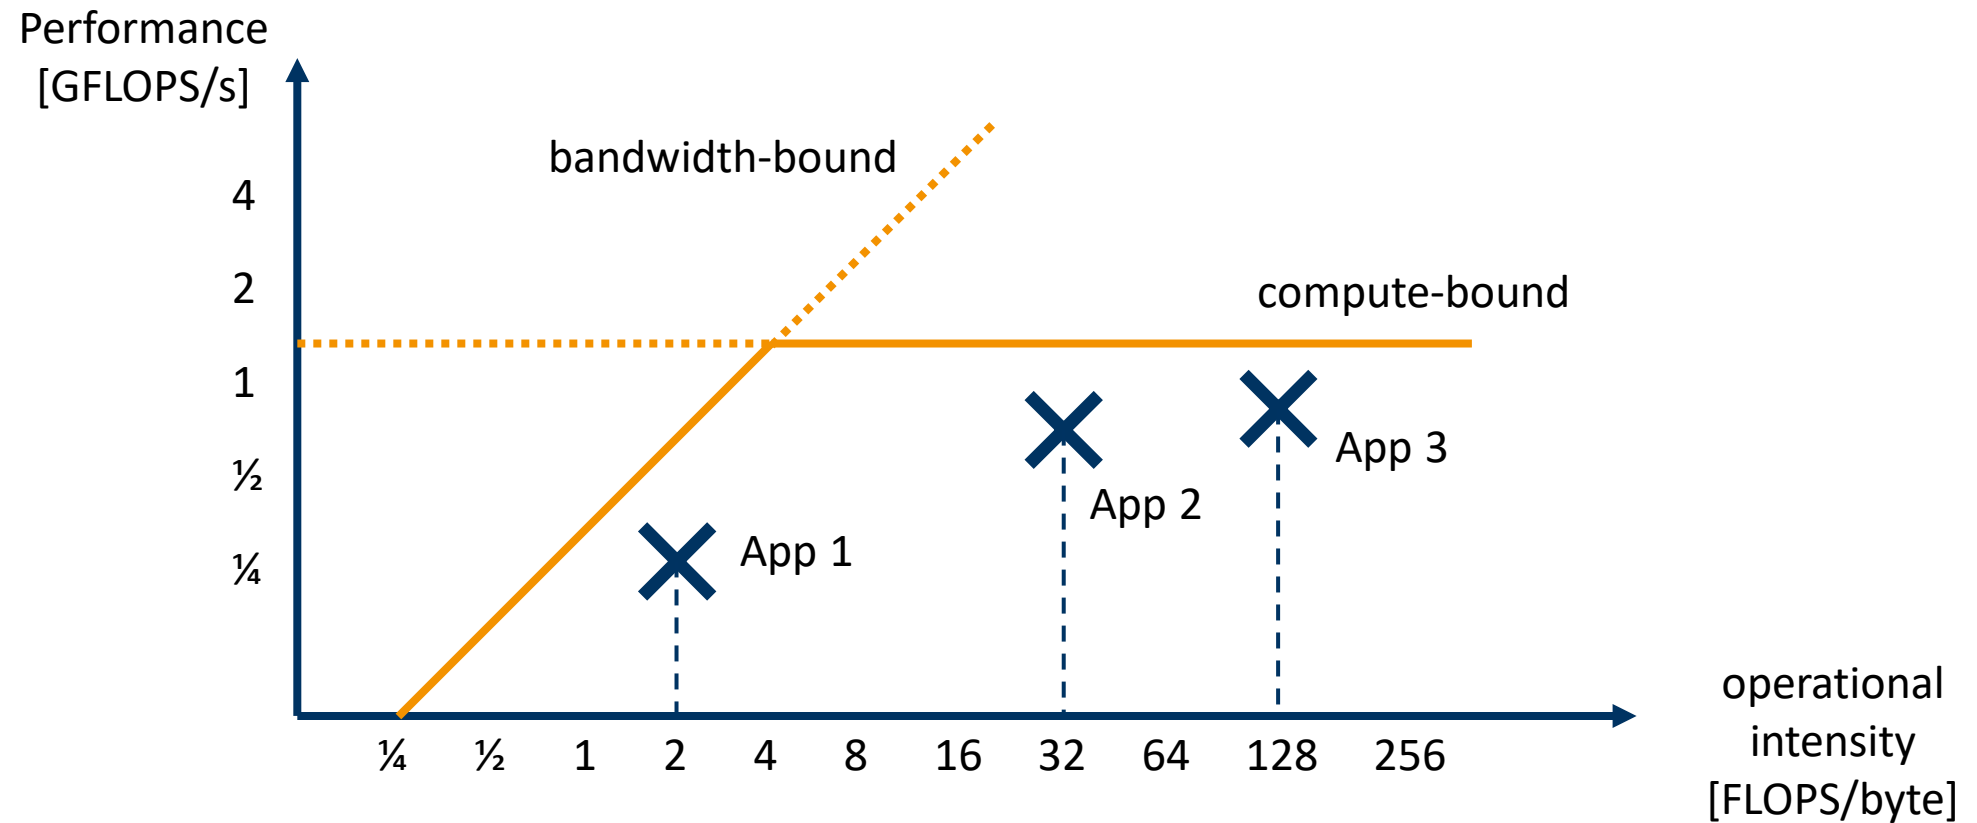 Performance
[GFLOPS/s]
bandwidth-bound
4
2
compute-bound
1
App 3
½
App 2
App 1
¼
operational
intensity
[FLOPS/byte]
¼ ½ 1 2 4 8 16 32 64 128 256